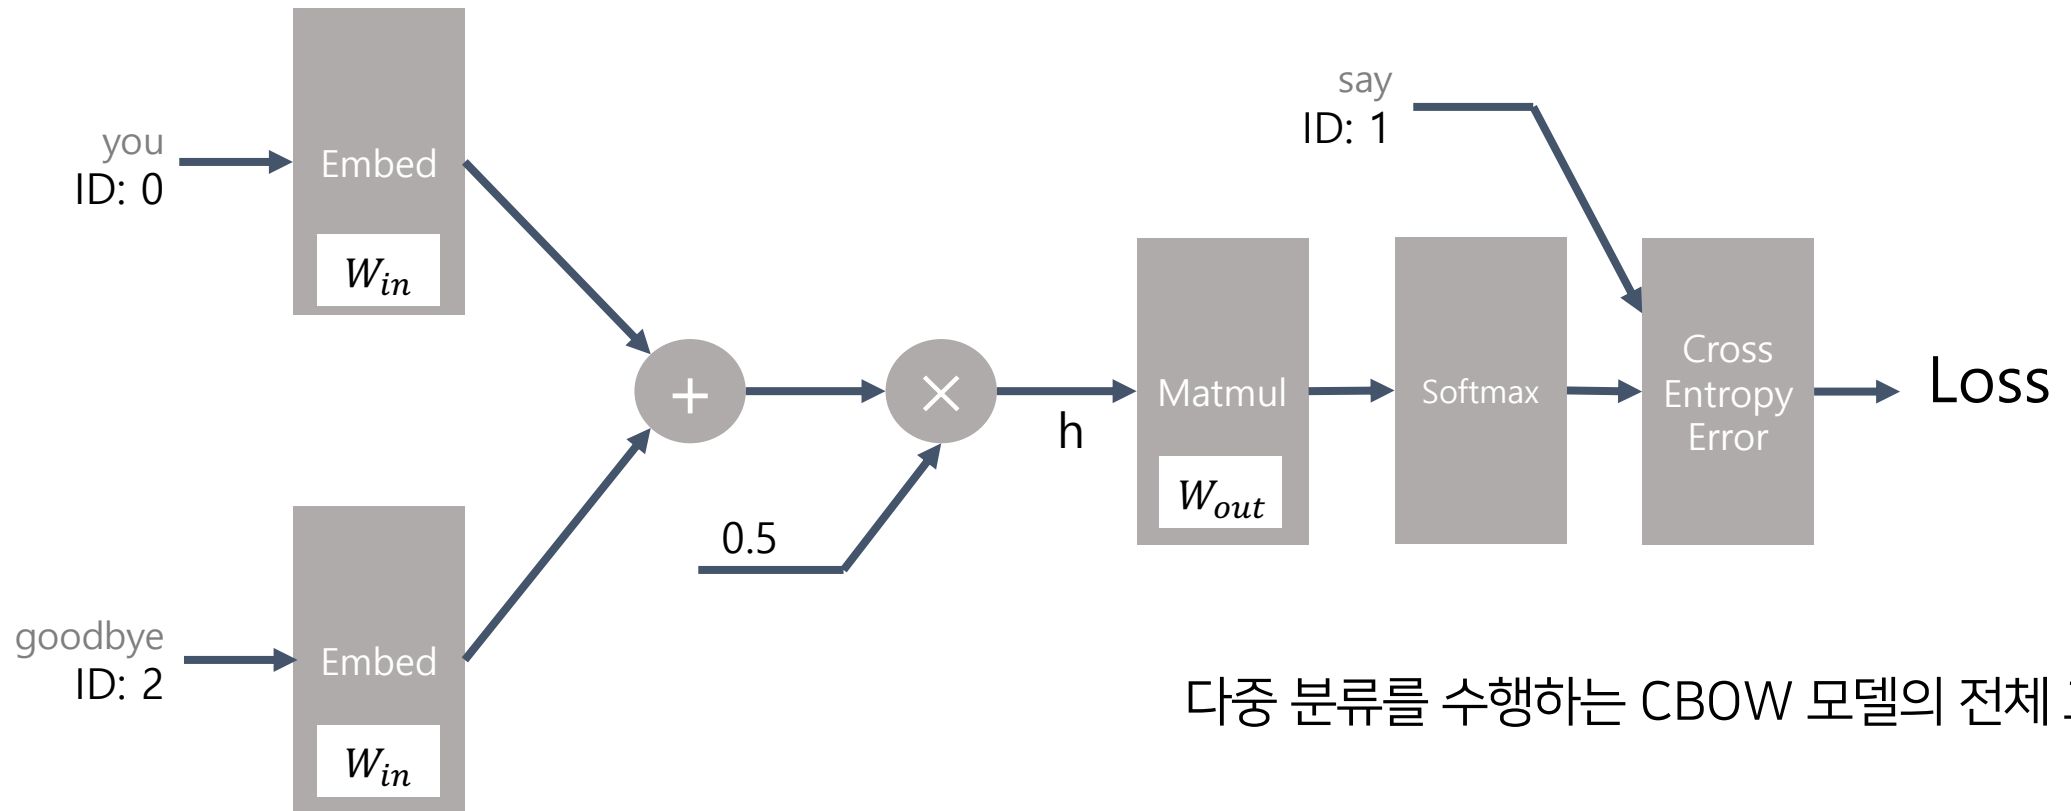 you
ID: 0
Embed
W_in
say
ID: 1
+
×
h
0.5
Matmul
W_out
Softmax
Cross
Entropy
Error
Loss
goodbye
ID: 2
Embed
W_in
다중 분류를 수행하는 CBOW 모델의 전체